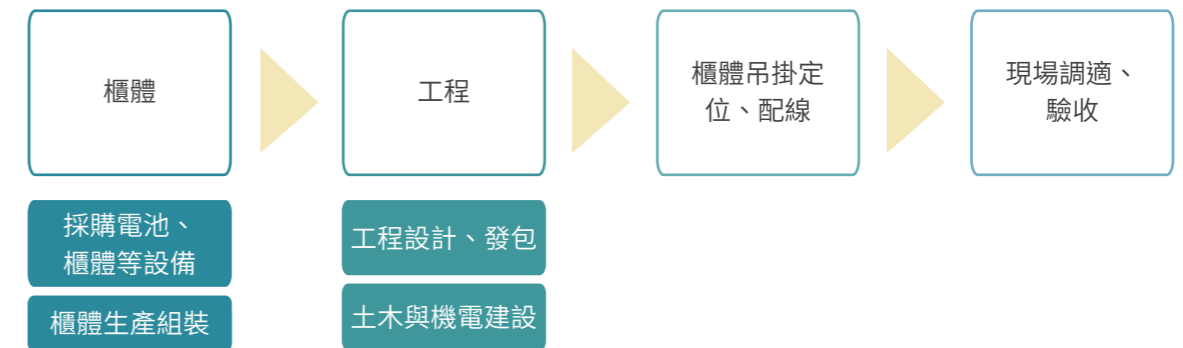 櫃體
工程
櫃體吊掛定
位、配線
現場調適、
驗收
採購電池、
櫃體等設備
工程設計、發包
櫃體生產組裝
土木與機電建設